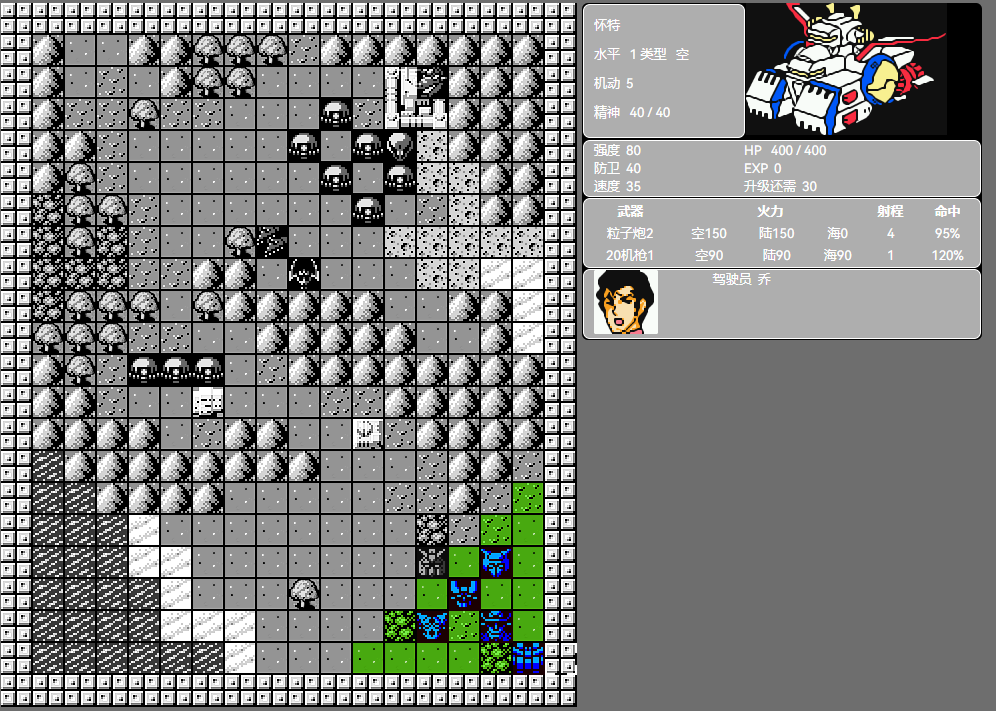 怀特
水平 1 类型 空
机动 5
精神 40 / 40
强度 80 HP 400 / 400
防卫 40 EXP 0
速度 35 升级还需 30
武器 火力 射程 命中
粒子炮2 空150 陆150 海0 4 95%
20机枪1 空90 陆90 海90 1 120%
驾驶员 乔